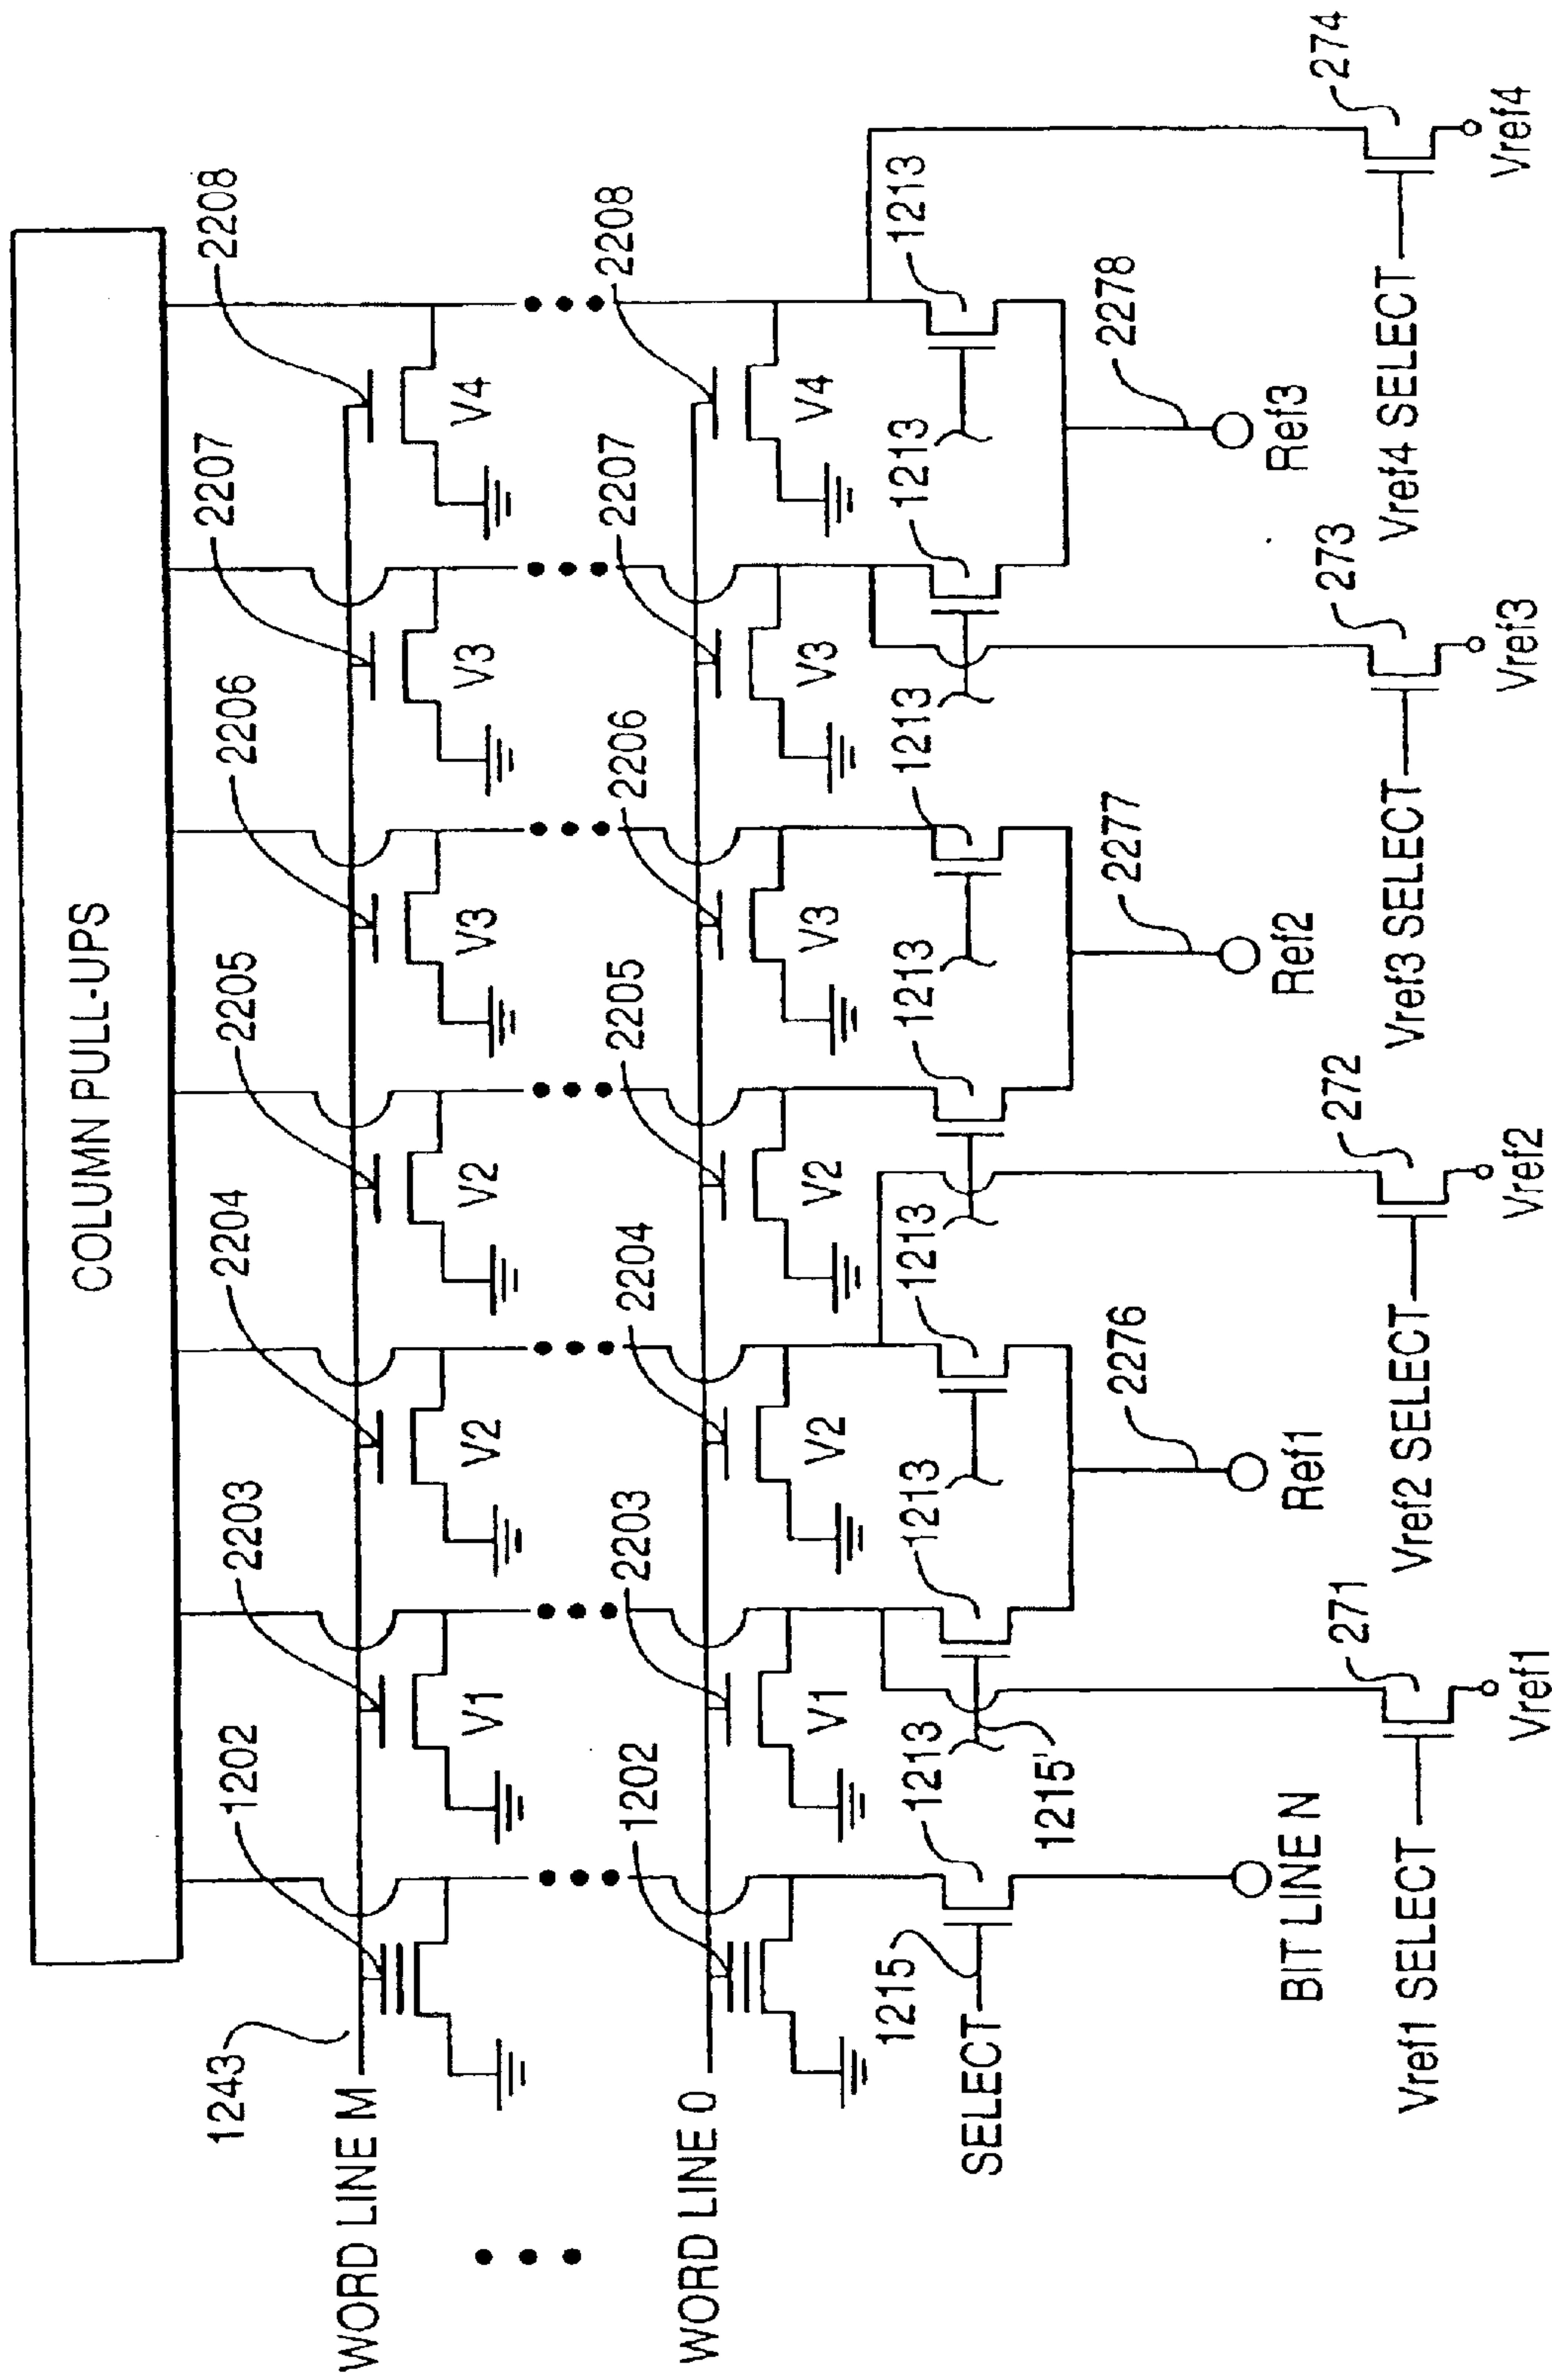 COLUMN PULL-UPS
1243 1202 2203 2204 2205 2206 2207 2208
WORD LINE M
V1 V2 V2 V3 V3 V4
1202 2203 2204 2205 2206 2207 2208
WORD LINE 0
V1 V2 V2 V3 V3 V4
1215 1213 1213 1213 1213 1213 1213 1213
SELECT
1215'
2276 2277 2278
BIT LINE N Ref1 Ref2 Ref3
271 272 273 274
Vref1 SELECT Vref2 SELECT Vref3 SELECT Vref4 SELECT
Vref1 Vref2 Vref3 Vref4